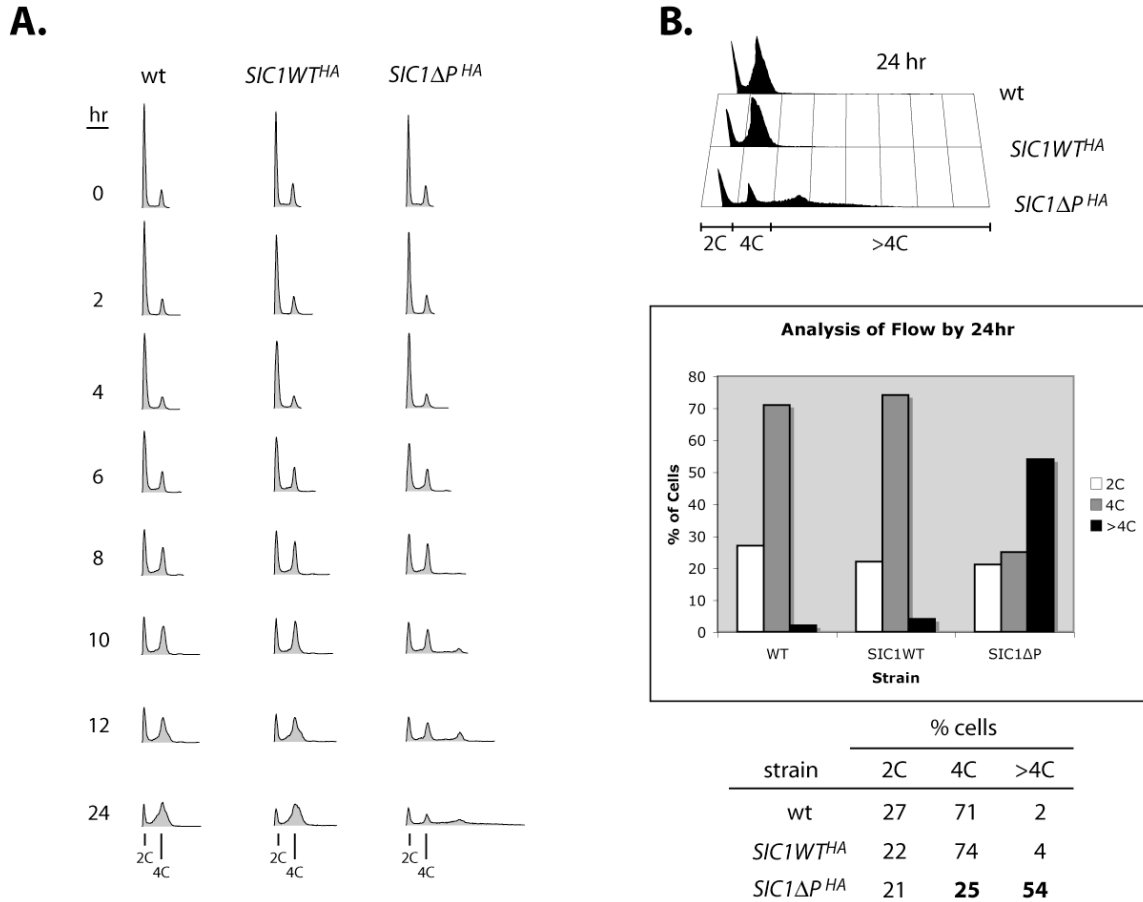 A.
wt SIC1WT^HA SIC1ΔP^HA
hr
0
2
4
6
8
10
12
24
2C 4C 2C 4C 2C 4C
B.
24 hr
wt
SIC1WT^HA
SIC1ΔP^HA
2C 4C >4C
Analysis of Flow by 24hr
% of Cells
80
70
60
50
40
30
20
10
0
WT SIC1WT SIC1ΔP
Strain
2C
4C
>4C
% cells
strain 2C 4C >4C
wt 27 71 2
SIC1WT^HA 22 74 4
SIC1ΔP^HA 21 25 54